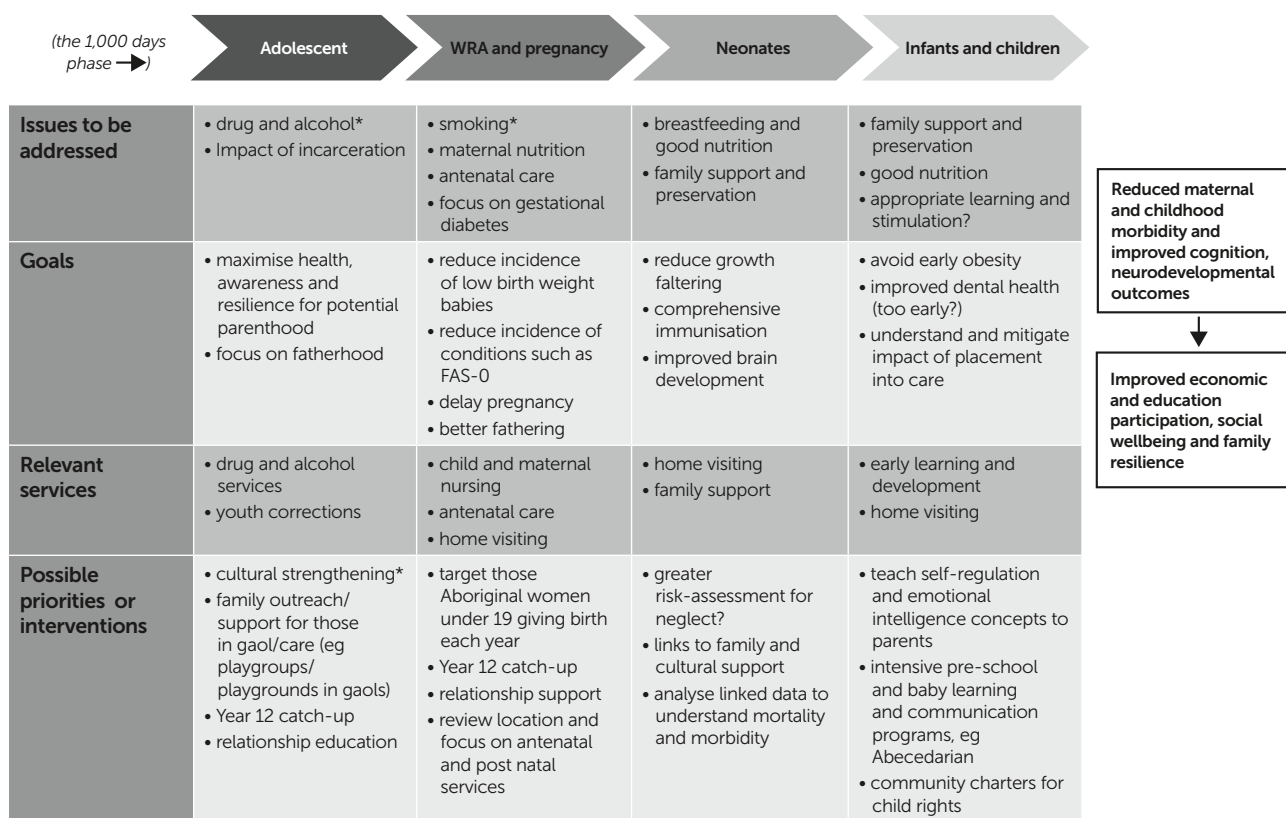 (the 1,000 days
phase →)
Adolescent
WRA and pregnancy
Neonates
Infants and children
Issues to be
addressed
• drug and alcohol*
• Impact of incarceration
• smoking*
• maternal nutrition
• antenatal care
• focus on gestational
diabetes
• breastfeeding and
good nutrition
• family support and
preservation
• family support and
preservation
• good nutrition
• appropriate learning and
stimulation?
Goals
• maximise health,
awareness and
resilience for potential
parenthood
• focus on fatherhood
• reduce incidence
of low birth weight
babies
• reduce incidence of
conditions such as
FAS-0
• delay pregnancy
• better fathering
• reduce growth
faltering
• comprehensive
immunisation
• improved brain
development
• avoid early obesity
• improved dental health
(too early?)
• understand and mitigate
impact of placement
into care
Relevant
services
• drug and alcohol
services
• youth corrections
• child and maternal
nursing
• antenatal care
• home visiting
• home visiting
• family support
• early learning and
development
• home visiting
Possible
priorities or
interventions
• cultural strengthening*
• family outreach/
support for those
in gaol/care (eg
playgroups/
playgrounds in gaols)
• Year 12 catch-up
• relationship education
• target those
Aboriginal women
under 19 giving birth
each year
• Year 12 catch-up
• relationship support
• review location and
focus on antenatal
and post natal
services
• greater
risk-assessment for
neglect?
• links to family and
cultural support
• analyse linked data to
understand mortality
and morbidity
• teach self-regulation
and emotional
intelligence concepts to
parents
• intensive pre-school
and baby learning
and communication
programs, eg
Abecedarian
• community charters for
child rights
Reduced maternal
and childhood
morbidity and
improved cognition,
neurodevelopmental
outcomes
Improved economic
and education
participation, social
wellbeing and family
resilience